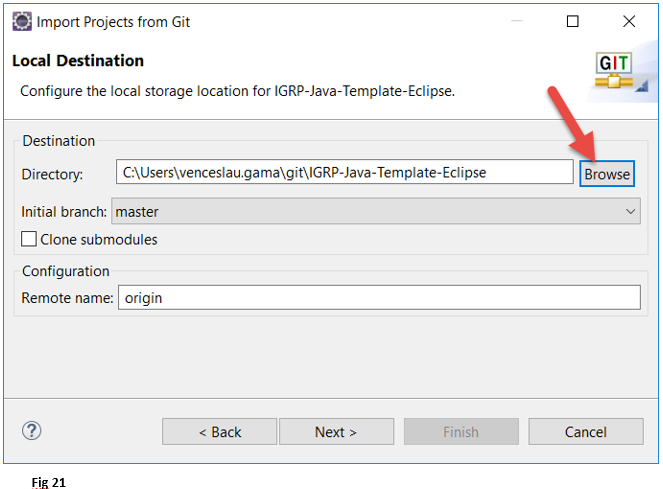 Import Projects from Git
Local Destination
Configure the local storage location for IGRP-Java-Template-Eclipse.
GIT
Destination
Directory: C:\Users\venceslau.gama\git\IGRP-Java-Template-Eclipse Browse
Initial branch: master
Clone submodules
Configuration
Remote name: origin
? < Back Next > Finish Cancel
Fig 21